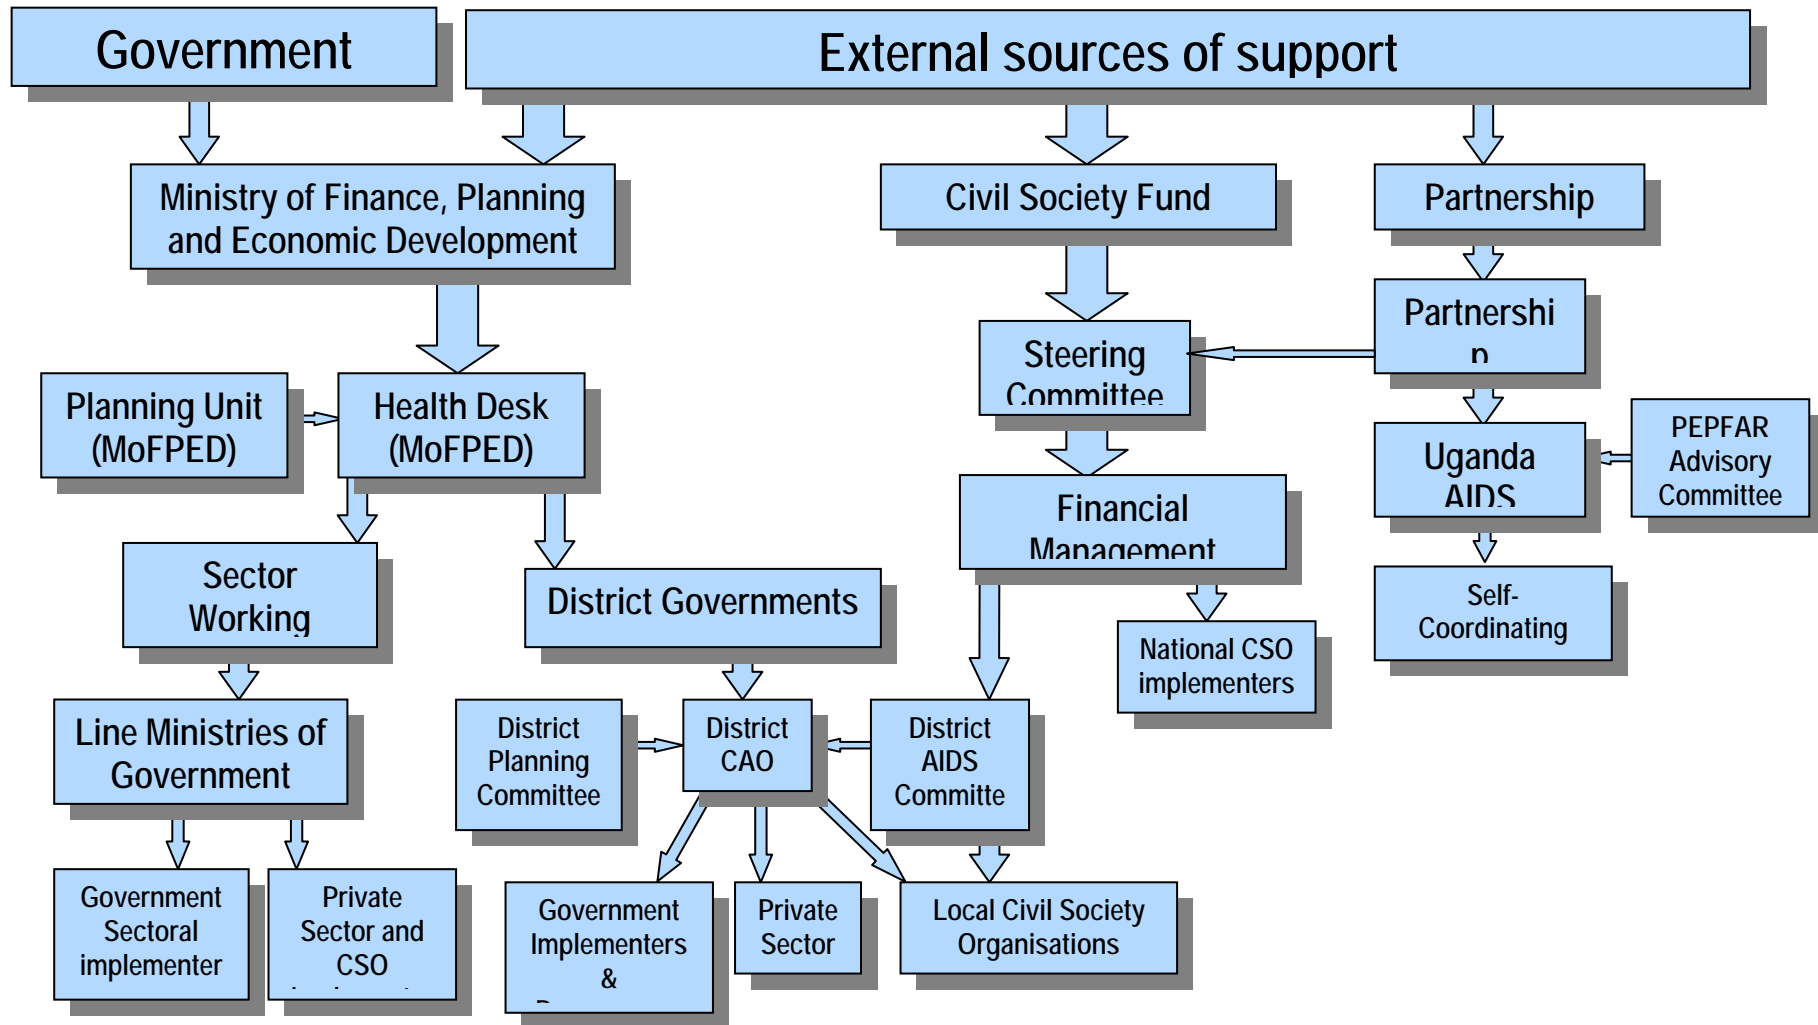 Government
External sources of support
Ministry of Finance, Planning
and Economic Development
Civil Society Fund
Partnership
Partnershi
p
Steering
Committee
Planning Unit
(MoFPED)
Health Desk
(MoFPED)
Uganda
AIDS
PEPFAR
Advisory
Committee
Financial
Management
Sector
Working
District Governments
Self-
Coordinating
National CSO
implementers
Line Ministries of
Government
District
Planning
Committee
District
CAO
District
AIDS
Committe
Government
Sectoral
implementer
Private
Sector and
CSO
Government
Implementers
&
Private
Sector
Local Civil Society
Organisations